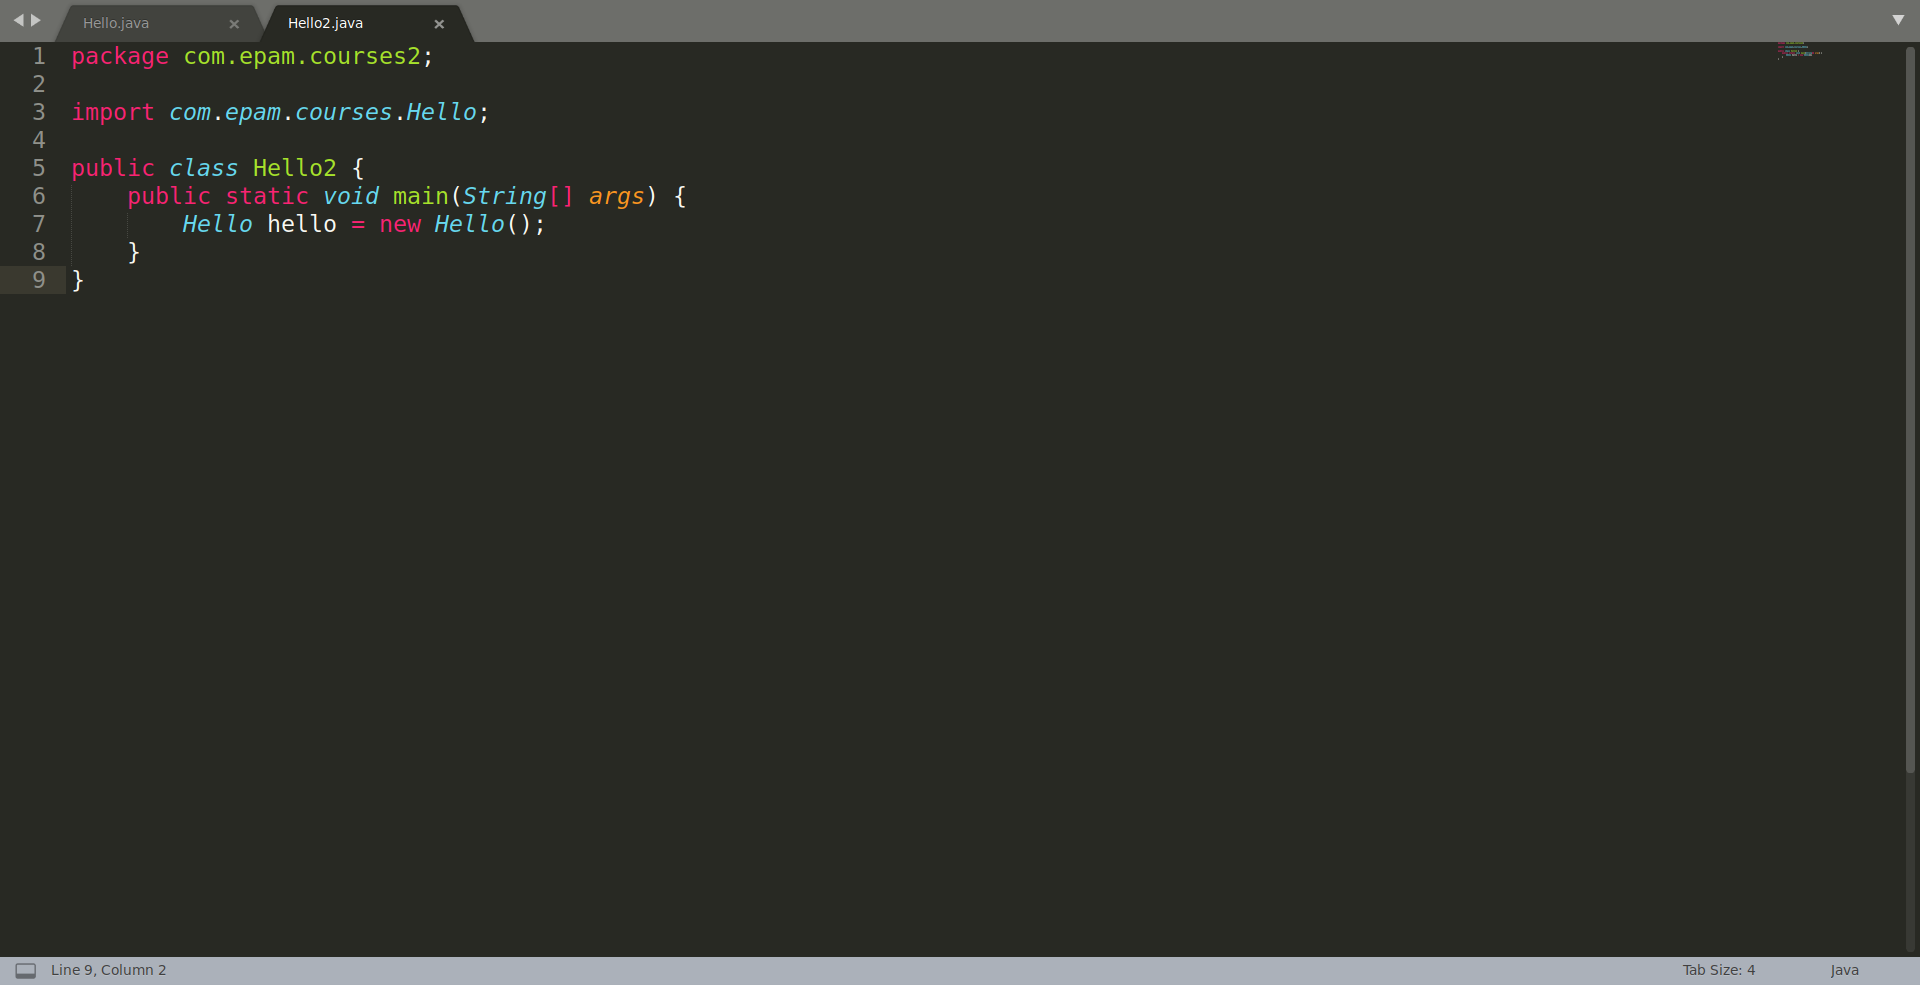 Hello.java × Hello2.java ×
1 package com.epam.courses2;
2
3 import com.epam.courses.Hello;
4
5 public class Hello2 {
6     public static void main(String[] args) {
7         Hello hello = new Hello();
8     }
9 }
Line 9, Column 2 Tab Size: 4 Java